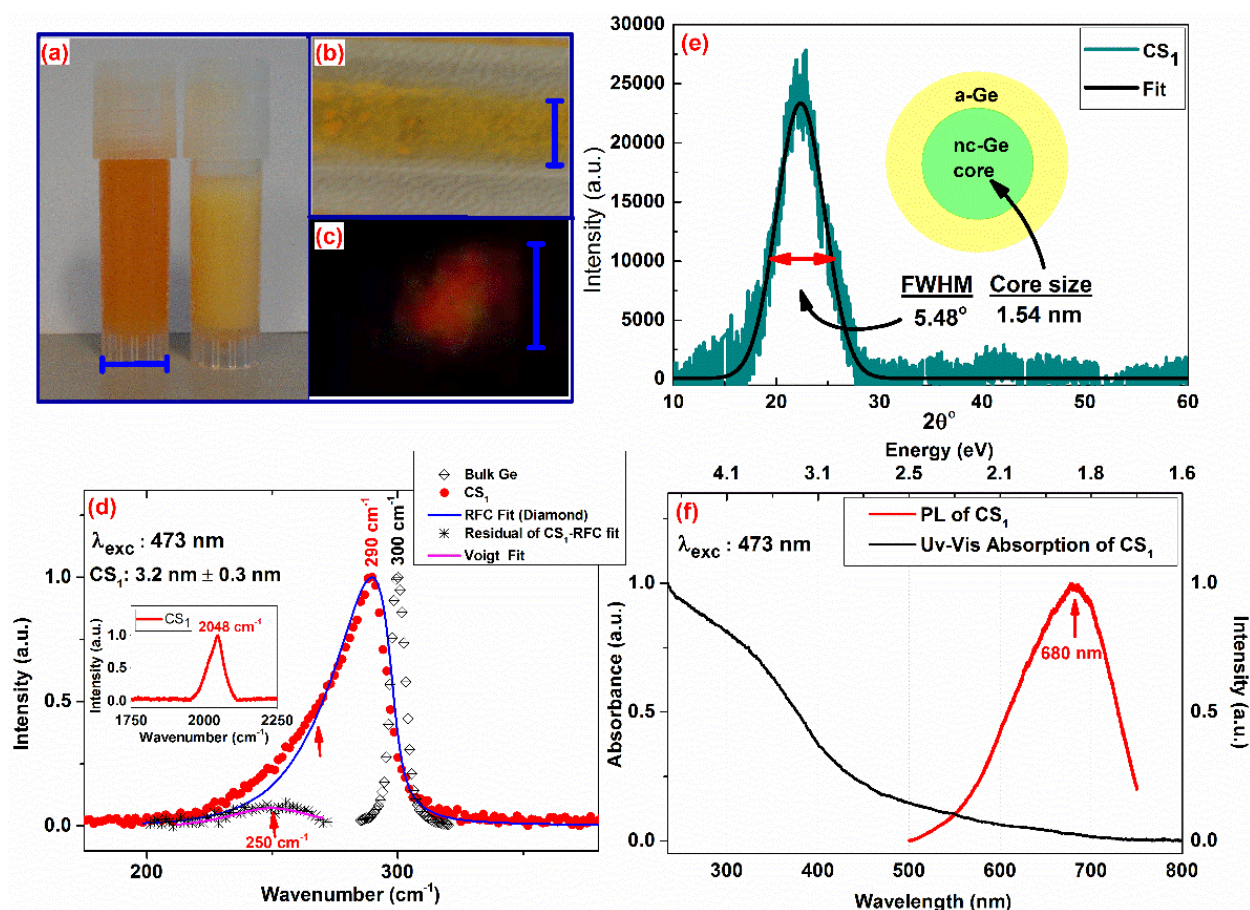 (a)
(b)
(c)
(e)
CS1
Fit
a-Ge
nc-Ge
core
FWHM Core size
5.48° 1.54 nm
Intensity (a.u.)
30000
25000
20000
15000
10000
5000
0
10 20 30 40 50 60
2θ°
(d)
Bulk Ge
CS1
RFC Fit (Diamond)
Residual of CS1-RFC fit
Voigt Fit
λexc : 473 nm
CS1: 3.2 nm ± 0.3 nm
290 cm-1
300 cm-1
250 cm-1
CS1
2048 cm-1
Intensity (a.u.)
1.0
0.5
0.0
1750 2050 2250
Wavenumber (cm-1)
Intensity (a.u.)
1.0
0.5
0.0
200 300
Wavenumber (cm-1)
Energy (eV)
4.1 3.1 2.5 2.1 1.8 1.6
(f)
PL of CS1
Uv-Vis Absorption of CS1
λexc : 473 nm
680 nm
Absorbance (a.u.)
1.0
0.5
0.0
Intensity (a.u.)
1.0
0.5
0.0
300 400 500 600 700 800
Wavelength (nm)